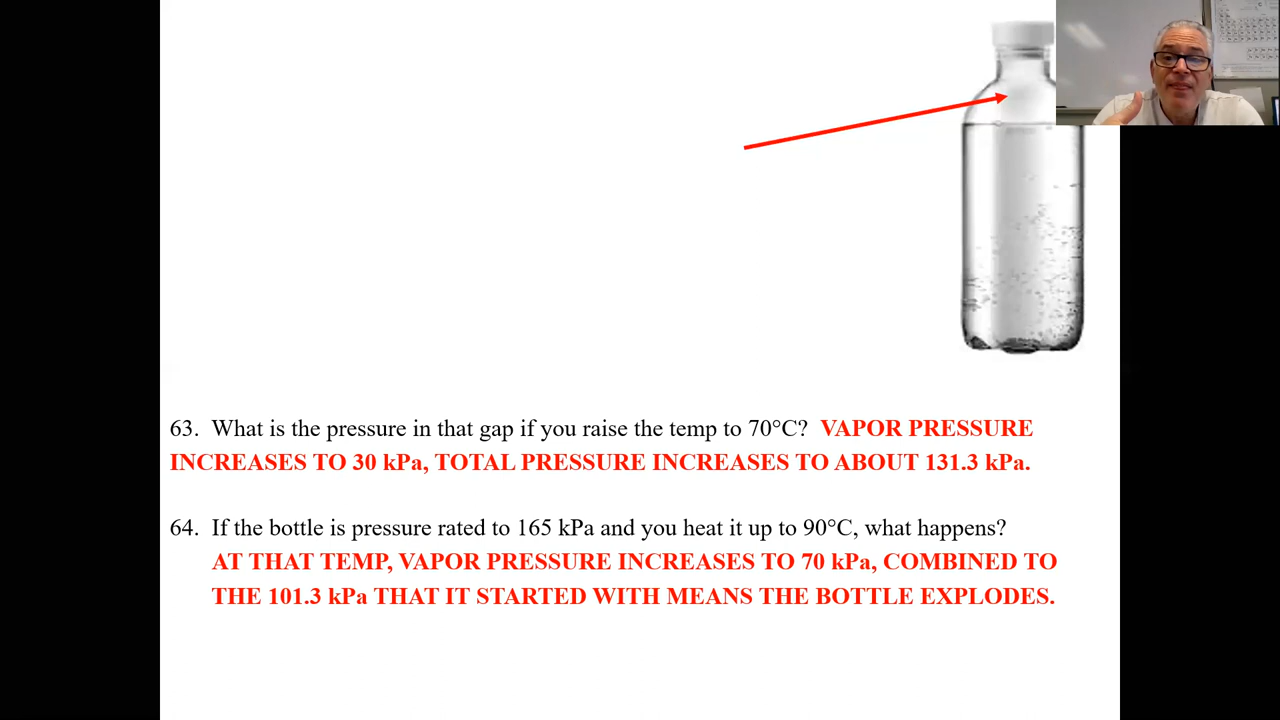 63. What is the pressure in that gap if you raise the temp to 70°C? VAPOR PRESSURE
INCREASES TO 30 kPa, TOTAL PRESSURE INCREASES TO ABOUT 131.3 kPa.
64. If the bottle is pressure rated to 165 kPa and you heat it up to 90°C, what happens?
AT THAT TEMP, VAPOR PRESSURE INCREASES TO 70 kPa, COMBINED TO
THE 101.3 kPa THAT IT STARTED WITH MEANS THE BOTTLE EXPLODES.